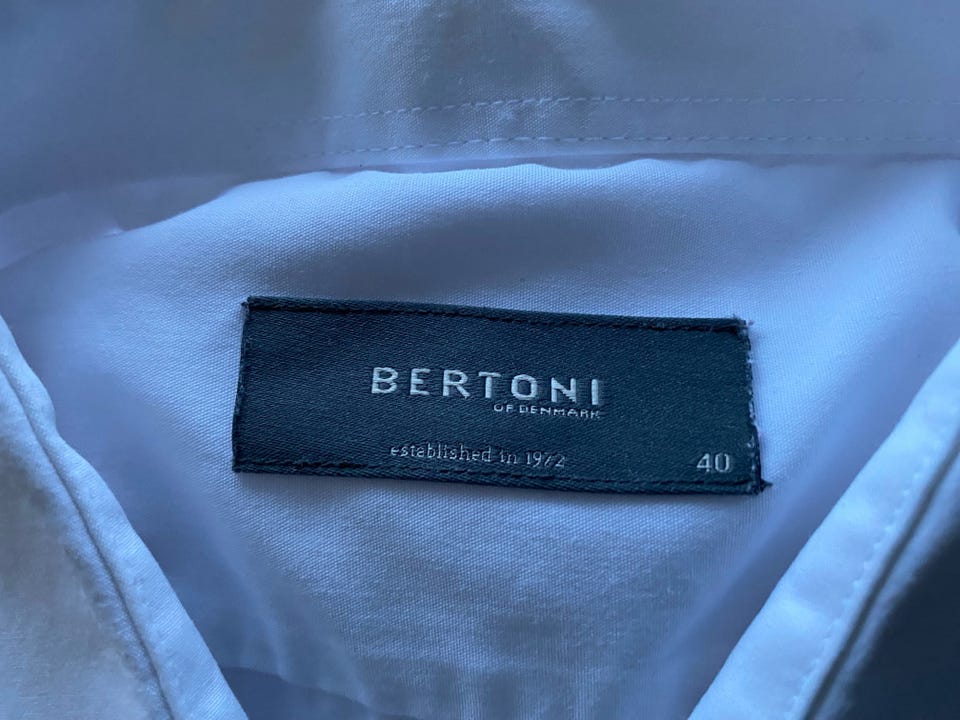 BERTONI
OF DENMARK
established in 1972
40